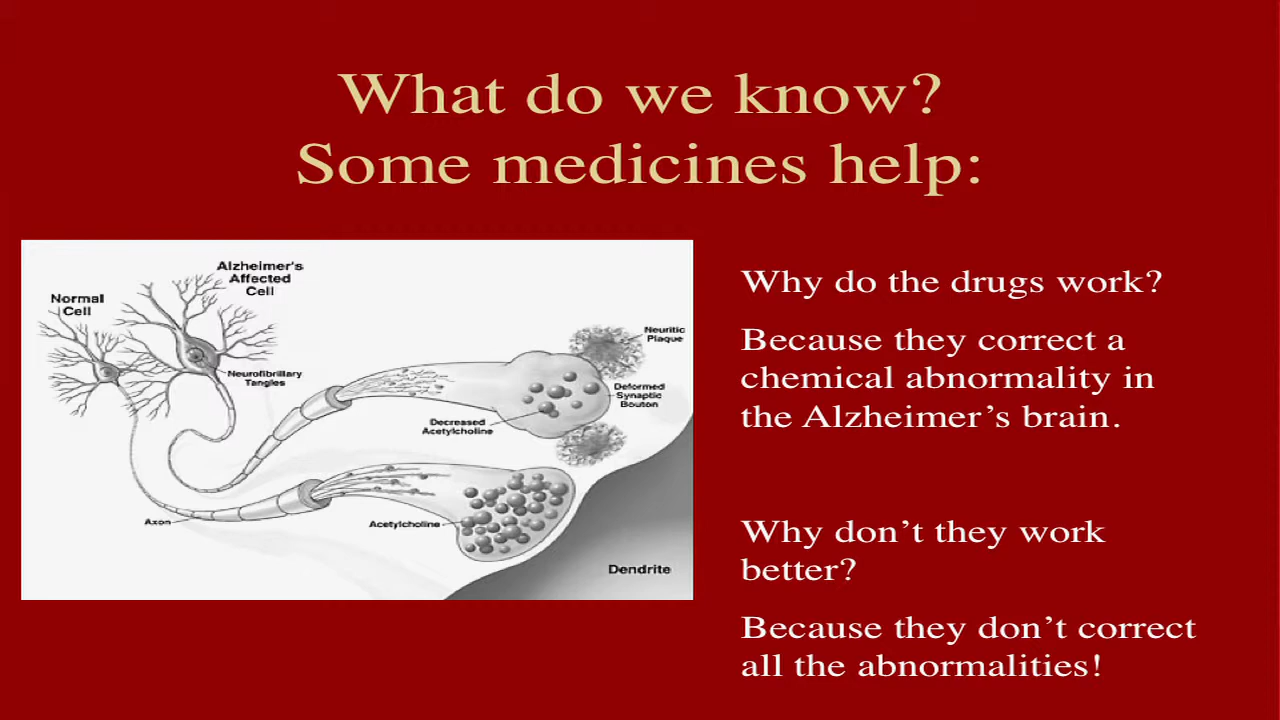 What do we know?
Some medicines help:
Alzheimer's
Affected
Cell
Normal
Cell
Neurofibrillary
Tangles
Neuritic
Plaque
Deformed
Synaptic
Bouton
Decreased
Acetylcholine
Axon
Acetylcholine
Dendrite
Why do the drugs work?
Because they correct a
chemical abnormality in
the Alzheimer’s brain.
Why don’t they work
better?
Because they don’t correct
all the abnormalities!